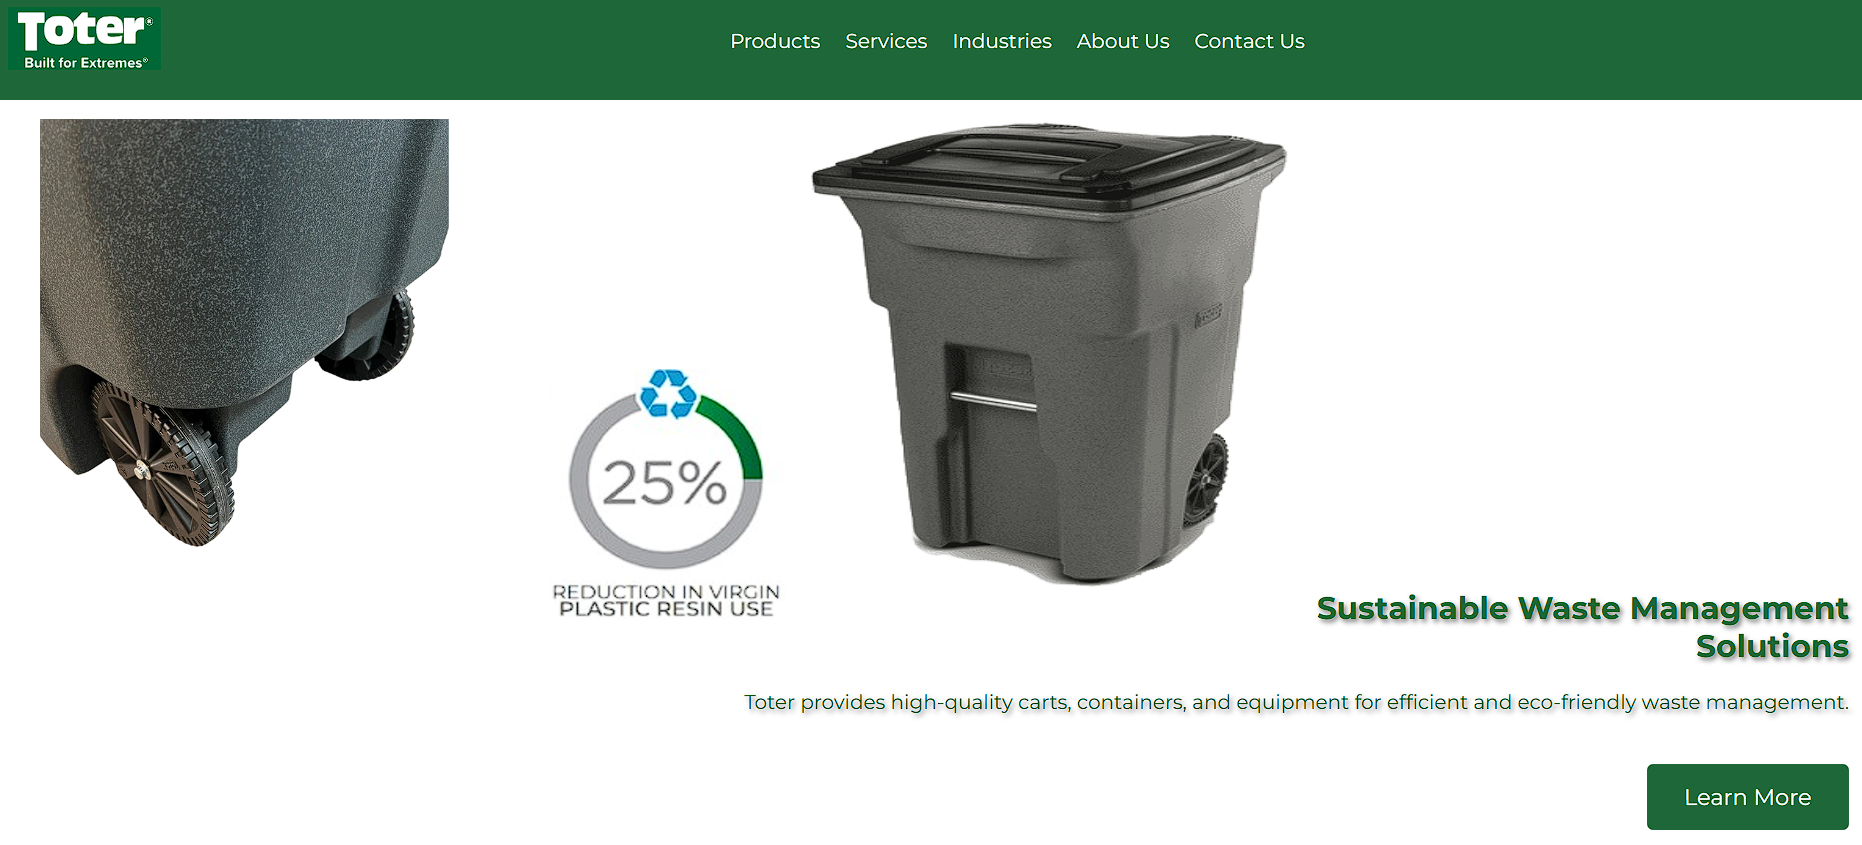 Toter®
Built for Extremes®
Products Services Industries About Us Contact Us
25%
REDUCTION IN VIRGIN
PLASTIC RESIN USE
Sustainable Waste Management
Solutions
Toter provides high-quality carts, containers, and equipment for efficient and eco-friendly waste management.
Learn More